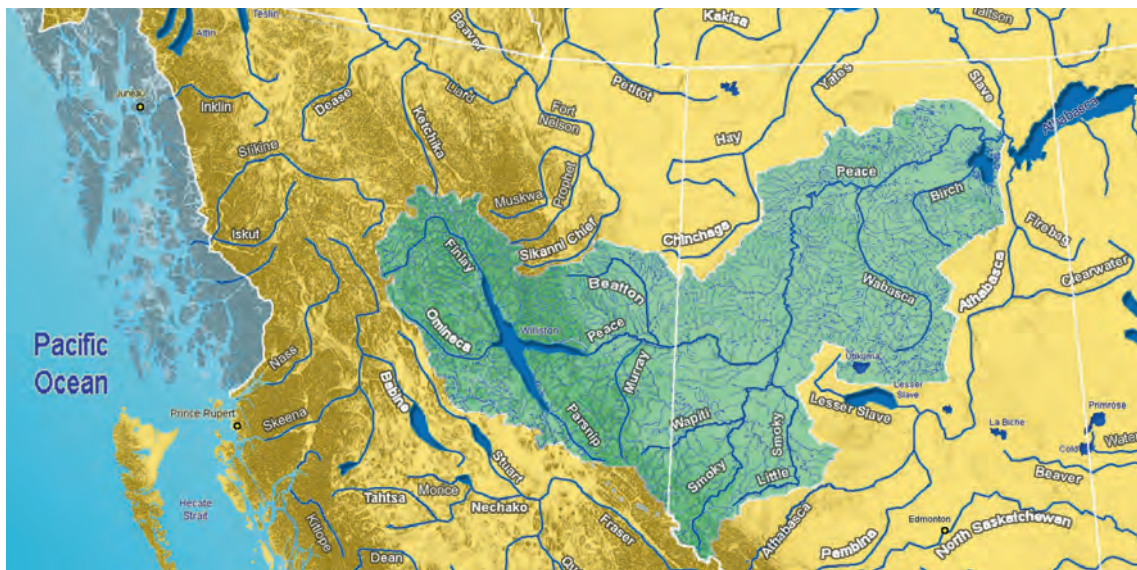 Teslin
Atlin
Beaver
Kakisa
Juneau
Inklin
Dease
Liard
Petitot
Yates
Slave
Athabasca
Kechika
Fort
Nelson
Hay
Stikine
Muskwa
Prophet
Peace
Birch
Iskut
Sikanni Chief
Chinchaga
Firebag
Finlay
Beatton
Wabasca
Athabasca
Clearwater
Omineca
Williston
Peace
Pacific
Ocean
Nass
Babine
Murray
Utikuma
Lesser
Slave
Prince Rupert
Skeena
Parsnip
Wapiti
Smoky
Lesser Slave
La Biche
Primrose
Stuart
Cold
Smoky
Little
Beaver
Hecate
Strait
Tahtsa
Morice
Nechako
Fraser
Athabasca
Edmonton
North Saskatchewan
Kitlope
Dean
Pembina